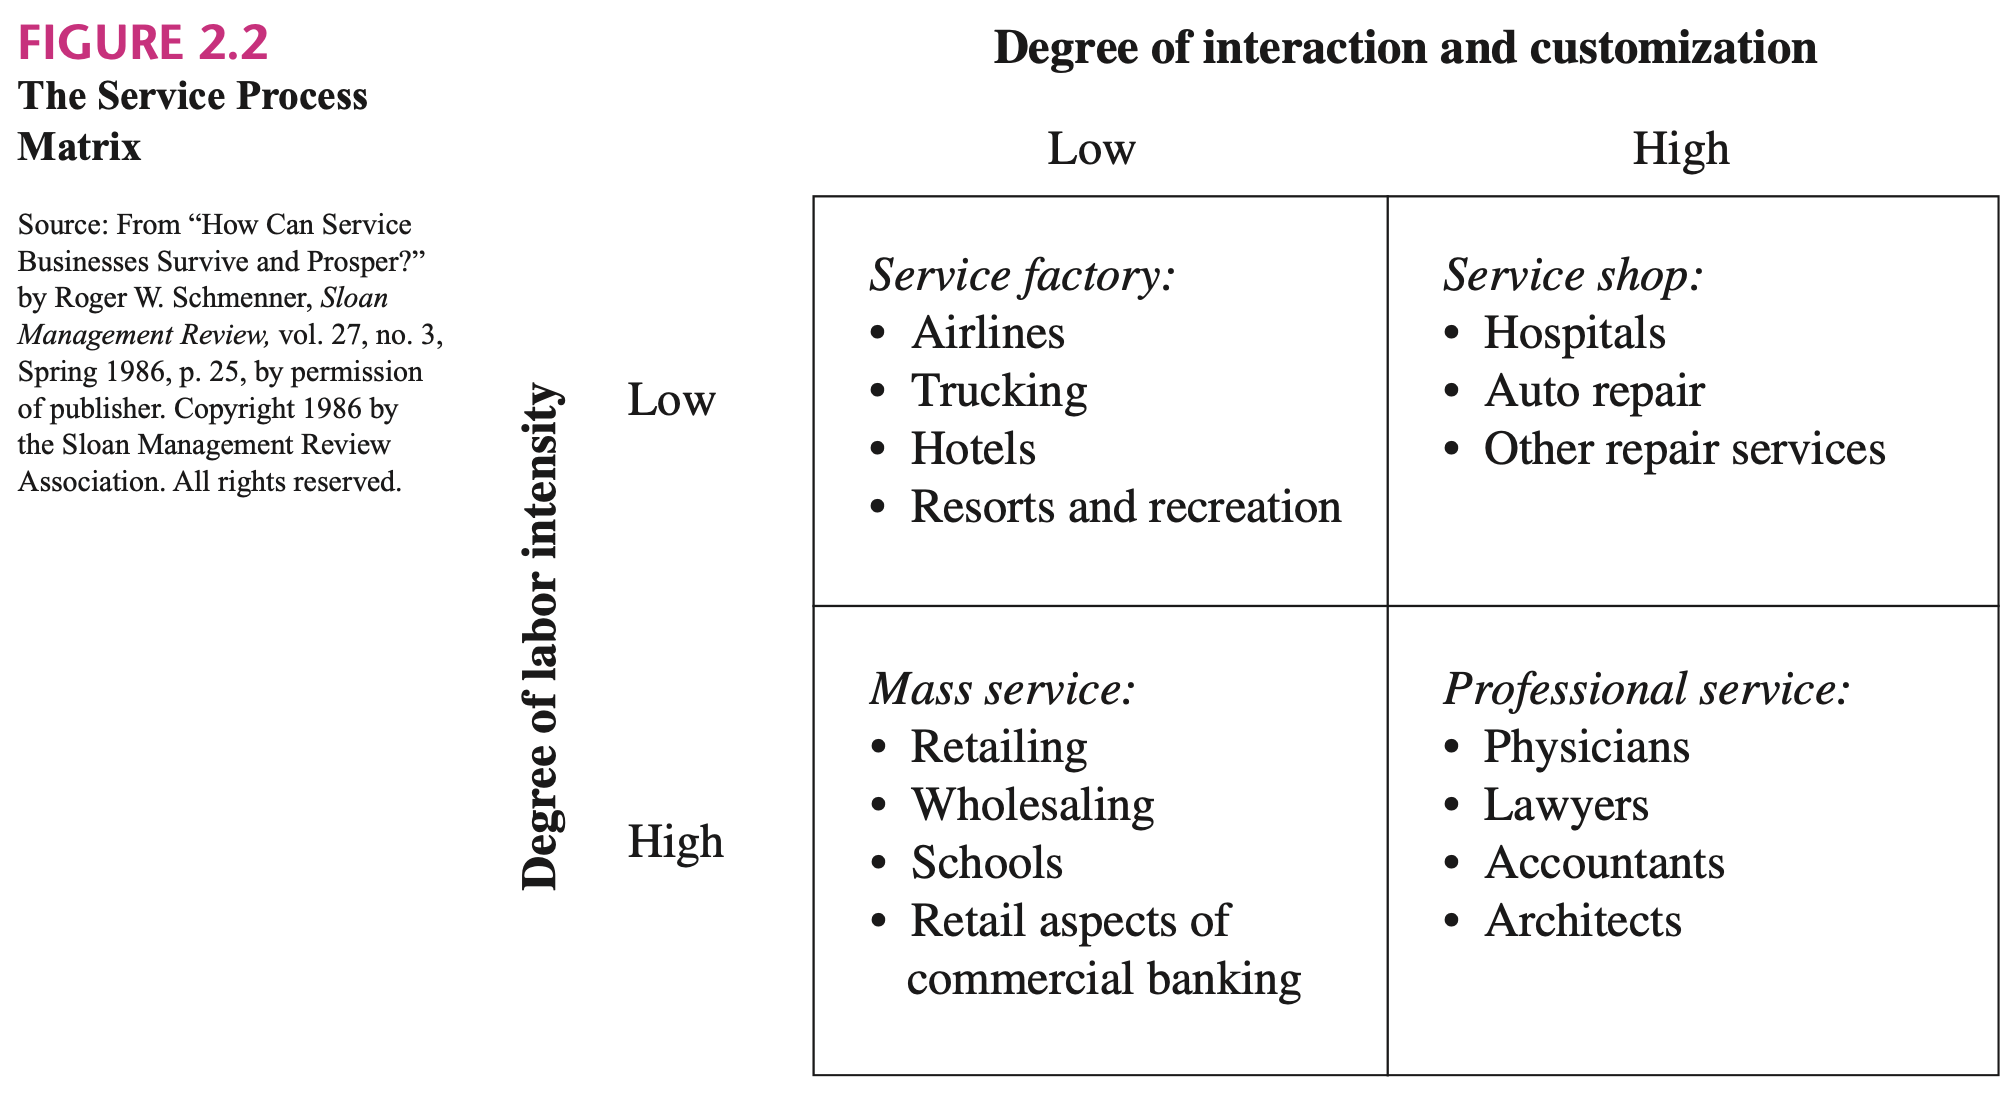 FIGURE 2.2
The Service Process
Matrix
Source: From “How Can Service
Businesses Survive and Prosper?”
by Roger W. Schmenner, Sloan
Management Review, vol. 27, no. 3,
Spring 1986, p. 25, by permission
of publisher. Copyright 1986 by
the Sloan Management Review
Association. All rights reserved.
Degree of interaction and customization
Low
High
Degree of labor intensity
Low
Service factory:
• Airlines
• Trucking
• Hotels
• Resorts and recreation
Service shop:
• Hospitals
• Auto repair
• Other repair services
High
Mass service:
• Retailing
• Wholesaling
• Schools
• Retail aspects of
commercial banking
Professional service:
• Physicians
• Lawyers
• Accountants
• Architects